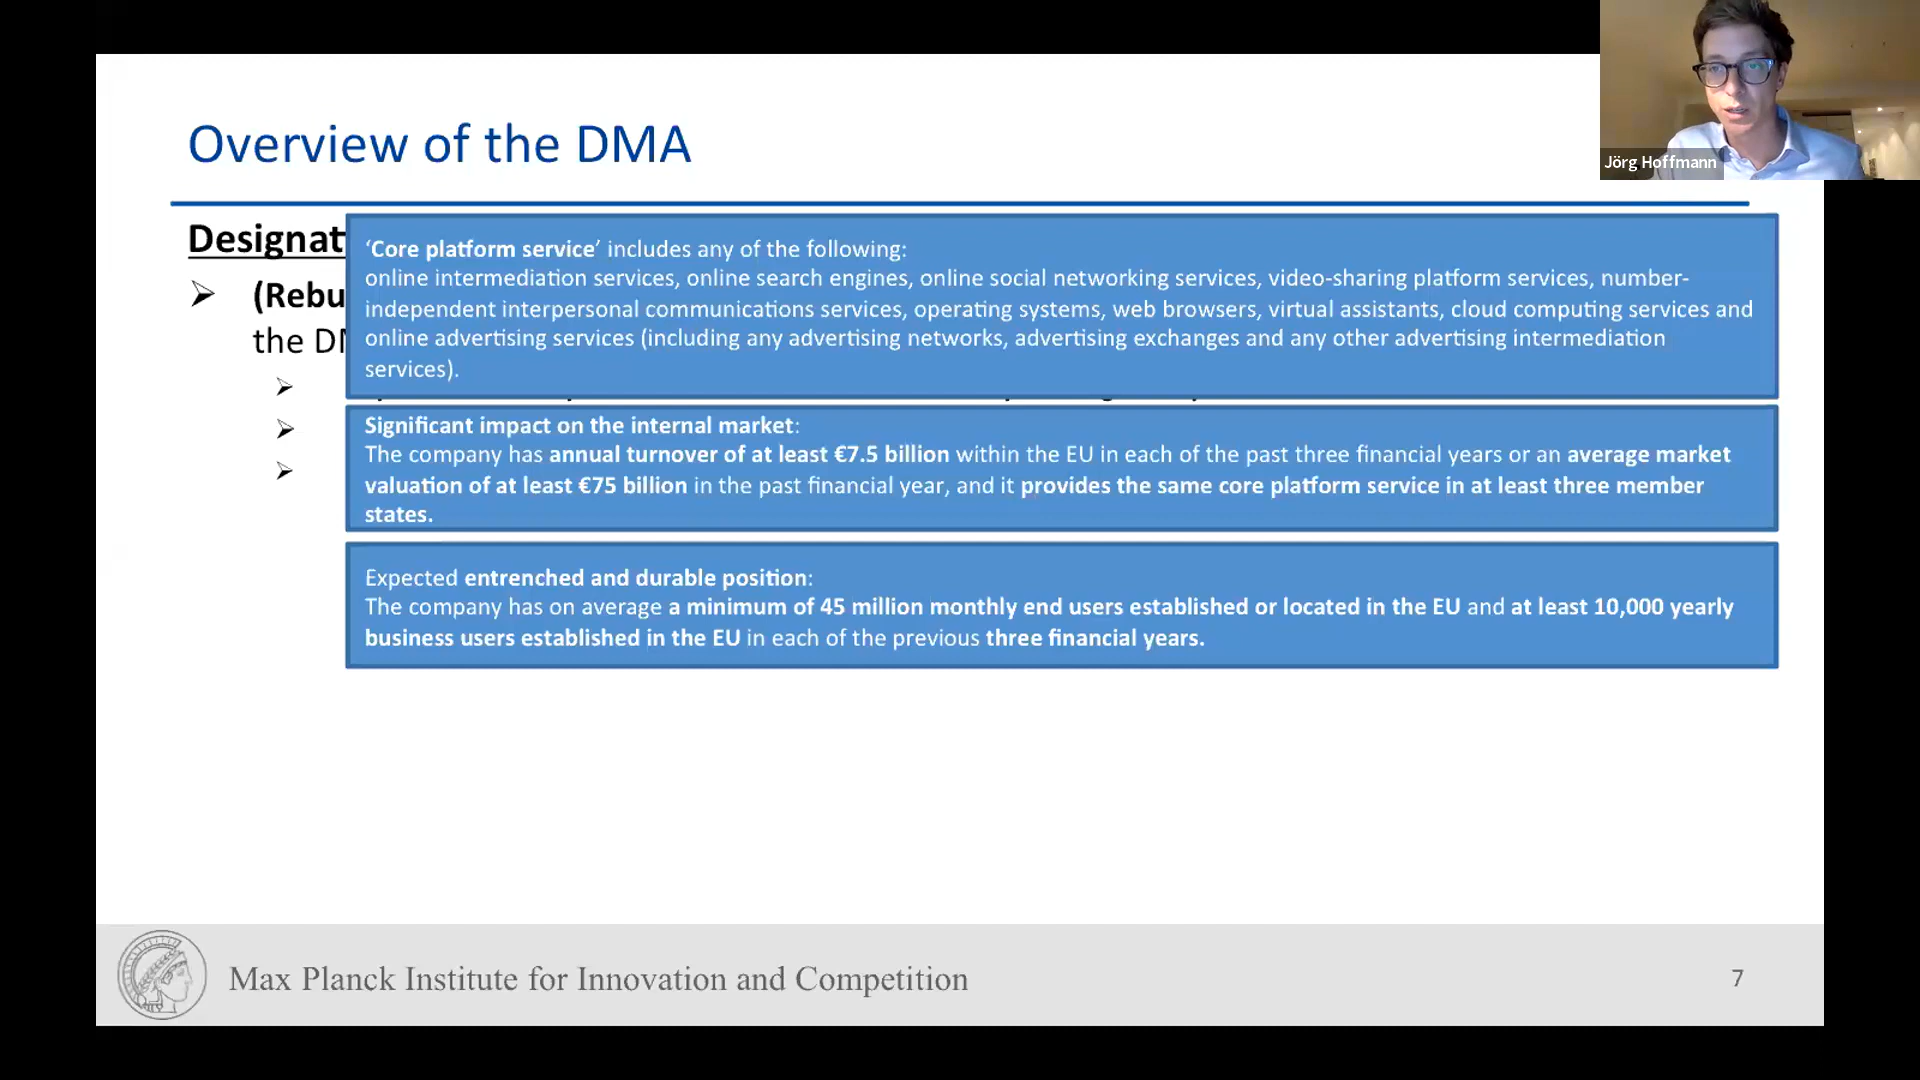 Jörg Hoffmann
Overview of the DMA
Designat
‘Core platform service’ includes any of the following:
online intermediation services, online search engines, online social networking services, video-sharing platform services, number-
independent interpersonal communications services, operating systems, web browsers, virtual assistants, cloud computing services and
online advertising services (including any advertising networks, advertising exchanges and any other advertising intermediation
services).
(Rebu
the DM
Significant impact on the internal market:
The company has annual turnover of at least €7.5 billion within the EU in each of the past three financial years or an average market
valuation of at least €75 billion in the past financial year, and it provides the same core platform service in at least three member
states.
Expected entrenched and durable position:
The company has on average a minimum of 45 million monthly end users established or located in the EU and at least 10,000 yearly
business users established in the EU in each of the previous three financial years.
Max Planck Institute for Innovation and Competition
7